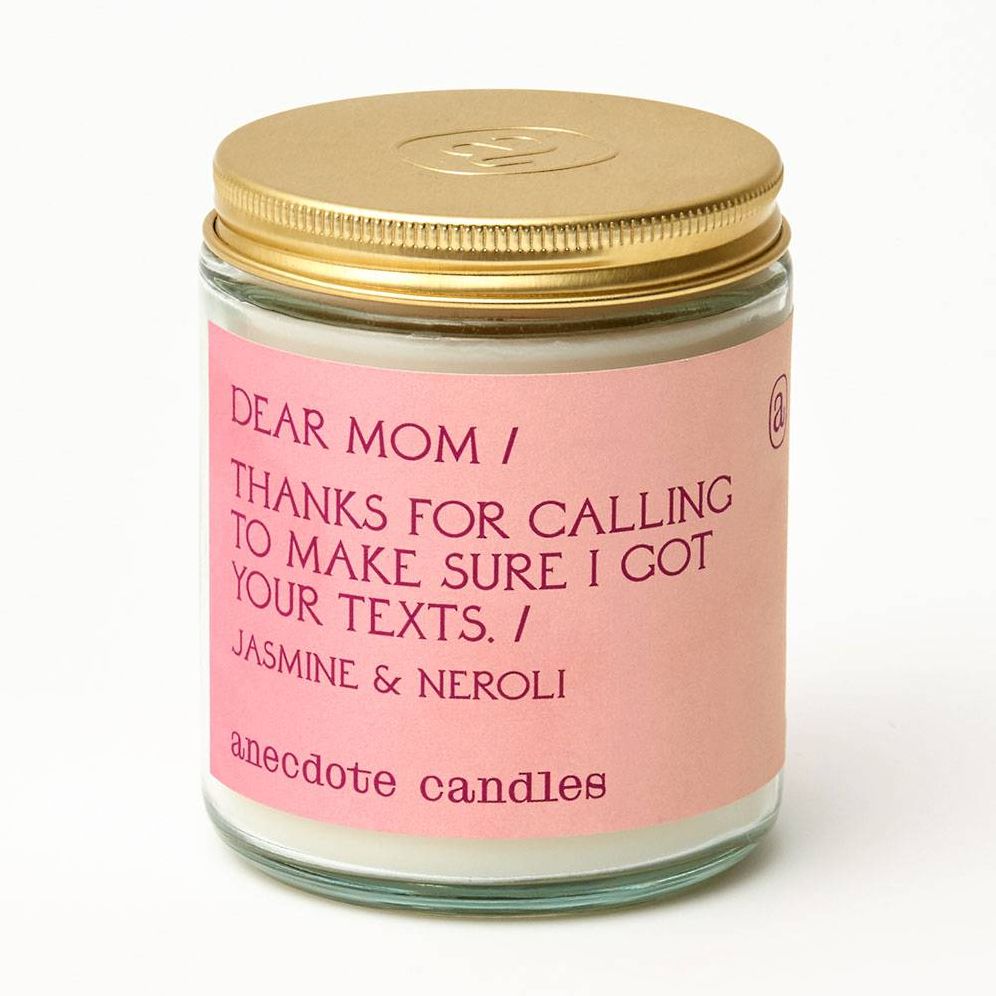 DEAR MOM /
THANKS FOR CALLING
TO MAKE SURE I GOT
YOUR TEXTS. /
JASMINE & NEROLI
anecdote candles
a
a